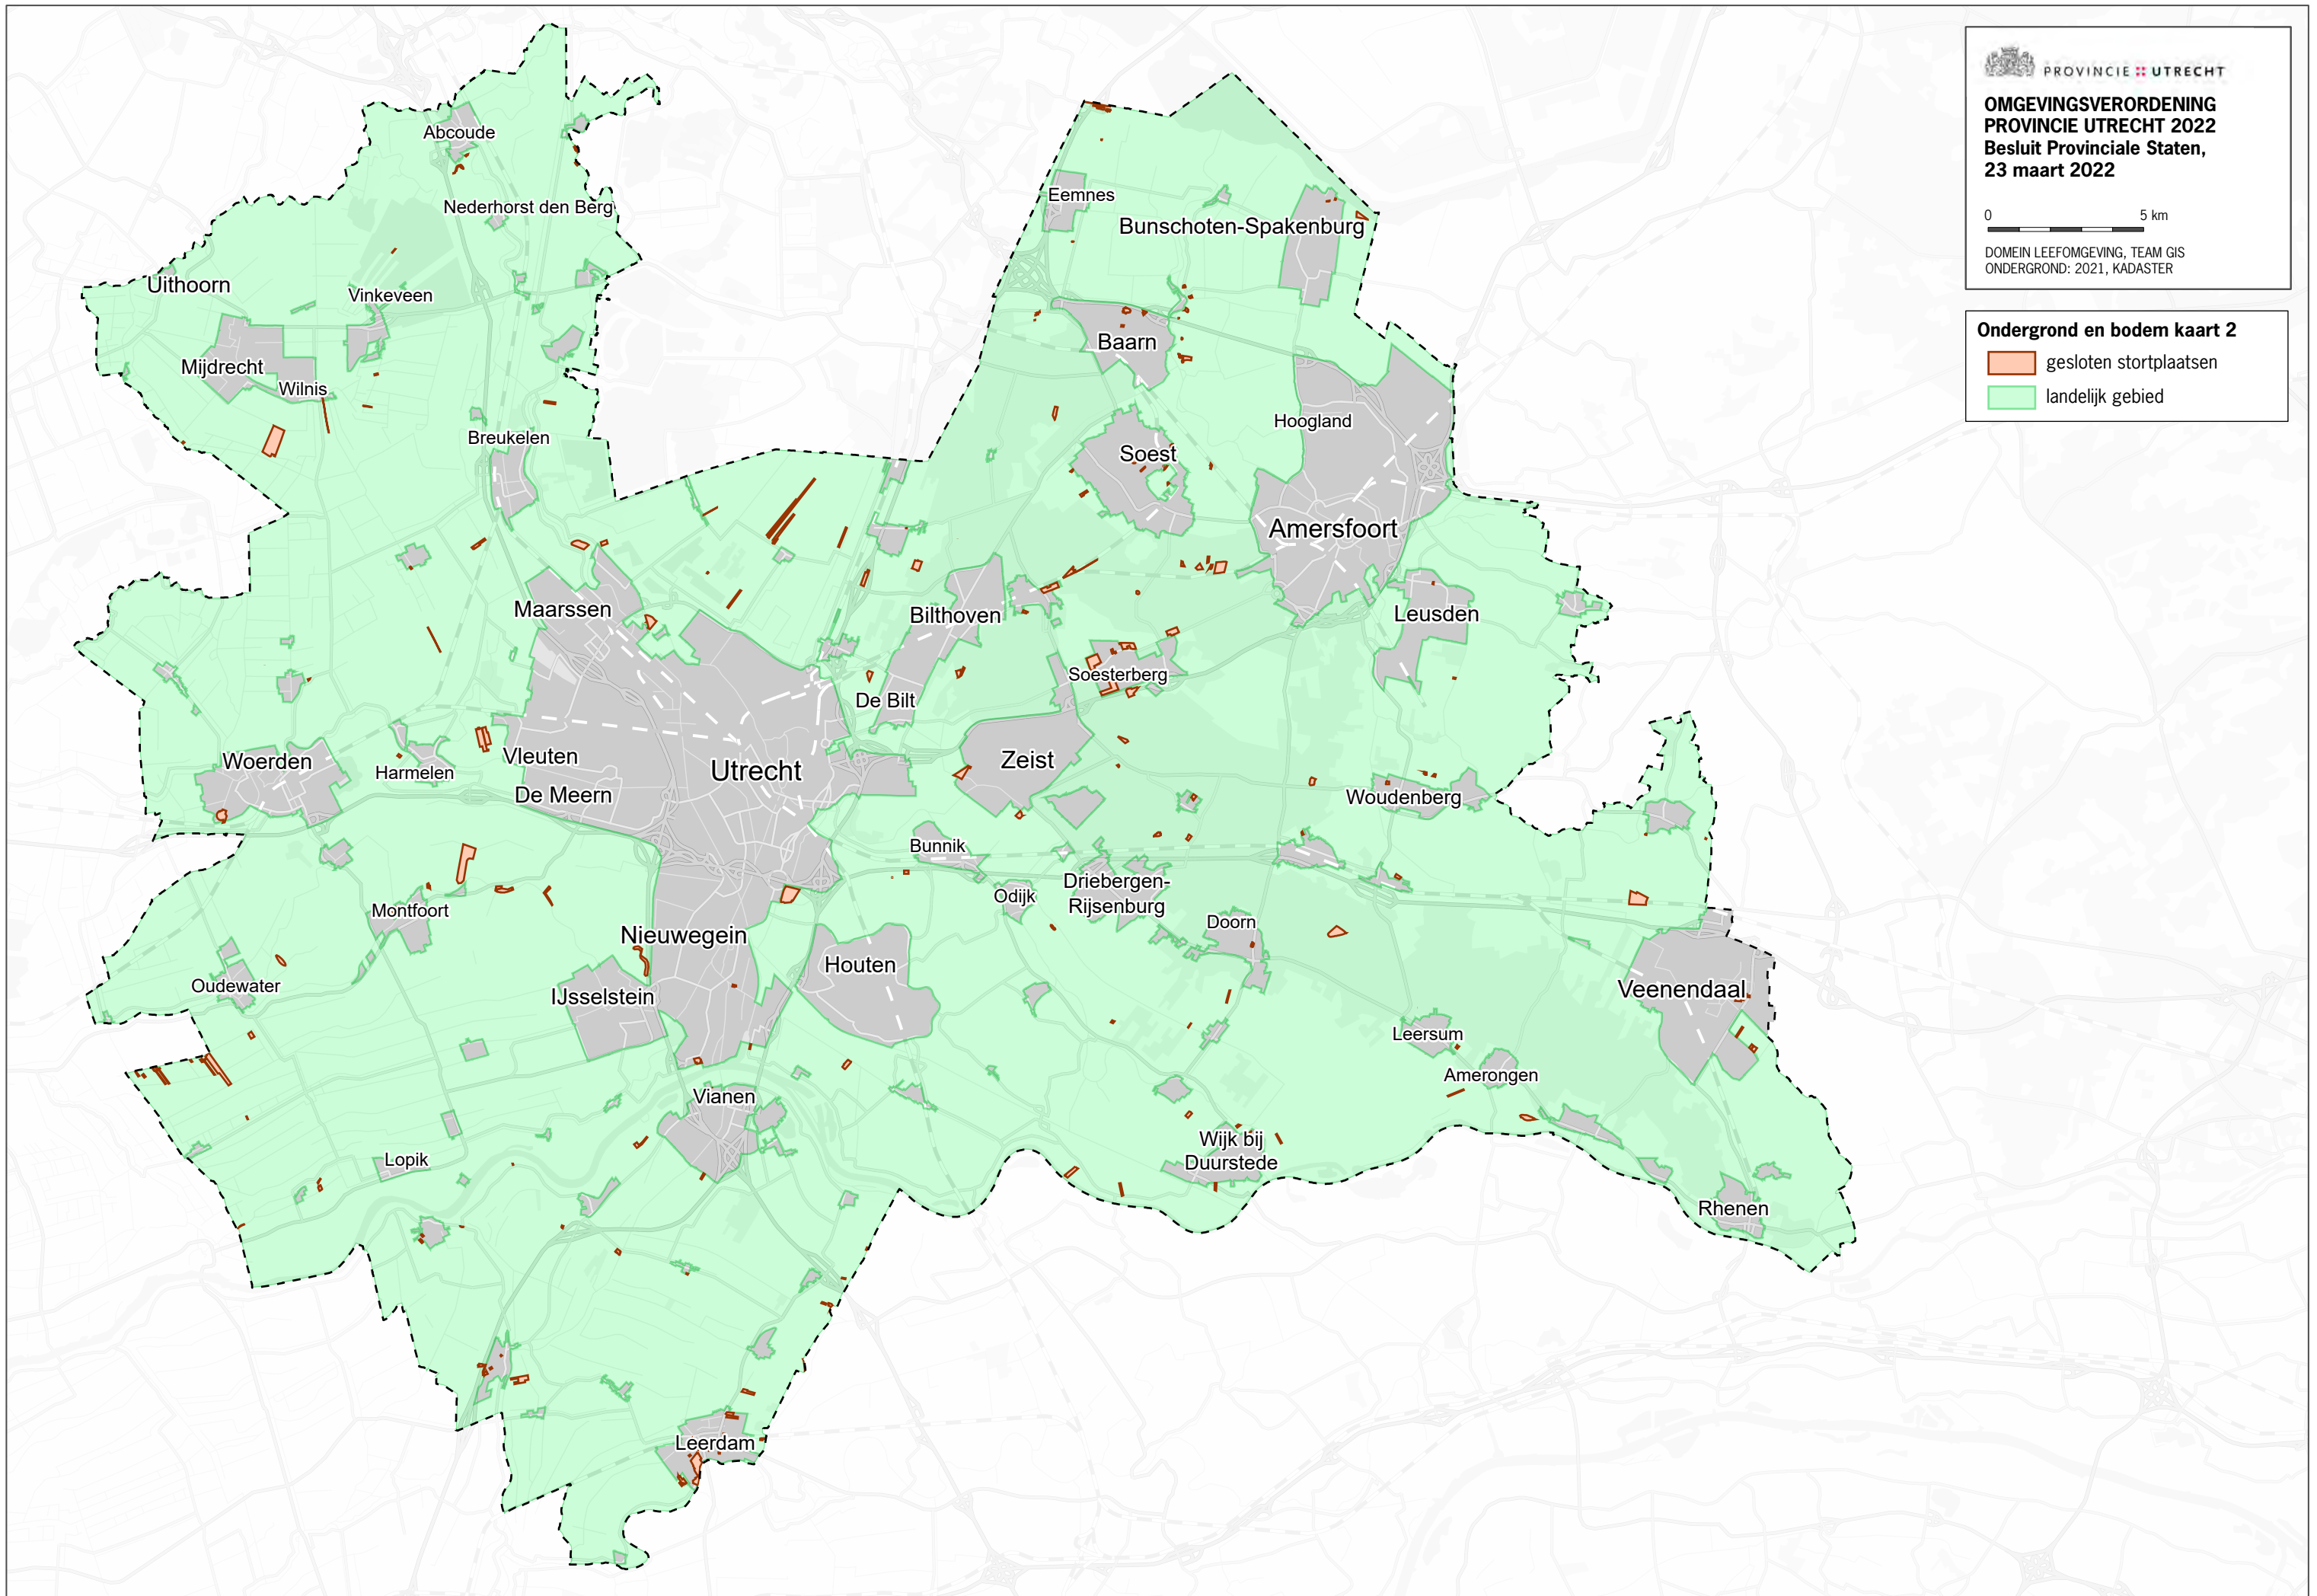 PROVINCIE UTRECHT
OMGEVINGSVERORDENING
PROVINCIE UTRECHT 2022
Besluit Provinciale Staten,
23 maart 2022
0 5 km
DOMEIN LEEFOMGEVING, TEAM GIS
ONDERGROND: 2021, KADASTER
Ondergrond en bodem kaart 2
gesloten stortplaatsen
landelijk gebied
Abcoude
Nederhorst den Berg
Eemnes
Bunschoten-Spakenburg
Uithoorn
Vinkeveen
Baarn
Mijdrecht
Wilnis
Hoogland
Breukelen
Soest
Amersfoort
Maarssen
Bilthoven
Leusden
Soesterberg
De Bilt
Vleuten
Woerden
Harmelen
Utrecht
Zeist
De Meern
Woudenberg
Bunnik
Driebergen-
Rijsenburg
Odijk
Montfoort
Doorn
Nieuwegein
Houten
Oudewater
IJsselstein
Veenendaal
Leersum
Amerongen
Vianen
Wijk bij
Duurstede
Lopik
Rhenen
Leerdam